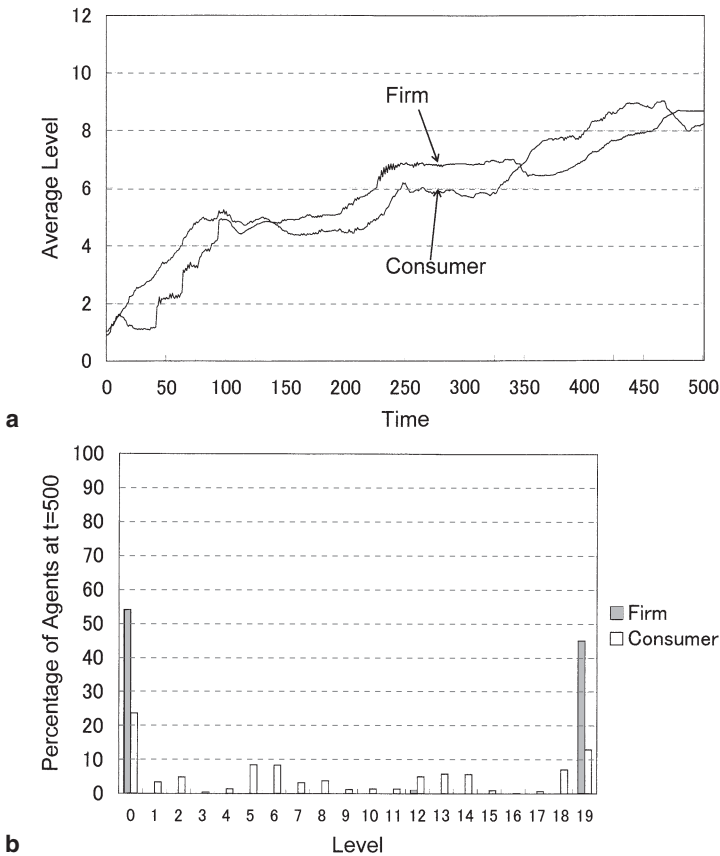 12
10
8
6
4
2
0
Average Level
Firm
Consumer
0 50 100 150 200 250 300 350 400 450 500
Time
a
100
90
80
70
60
50
40
30
20
10
0
Percentage of Agents at t=500
Firm
Consumer
0 1 2 3 4 5 6 7 8 9 10 11 12 13 14 15 16 17 18 19
Level
b